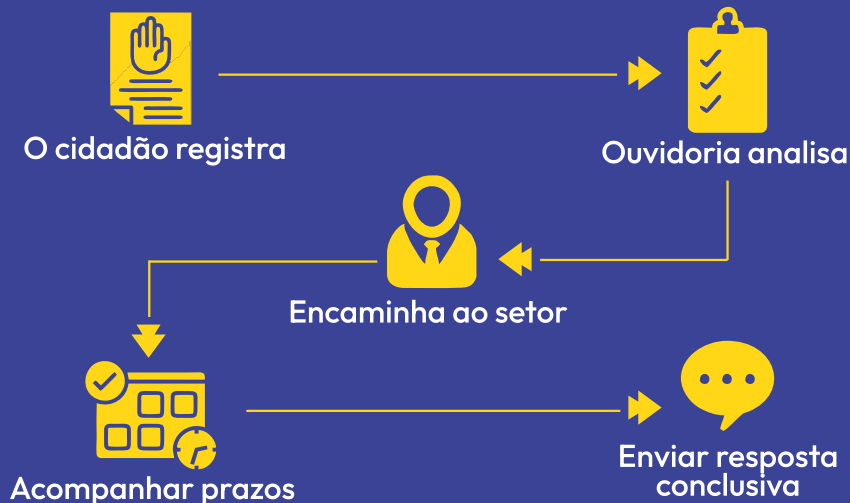 O cidadão registra
Ouvidoria analisa
Encaminha ao setor
Acompanhar prazos
Enviar resposta
conclusiva